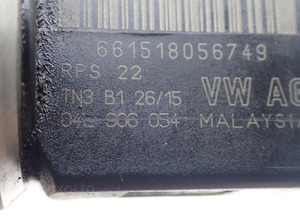 661518056749
RPS 22
VW AG
TN3 B1 26/15
04E 906 054
MALAYSIA